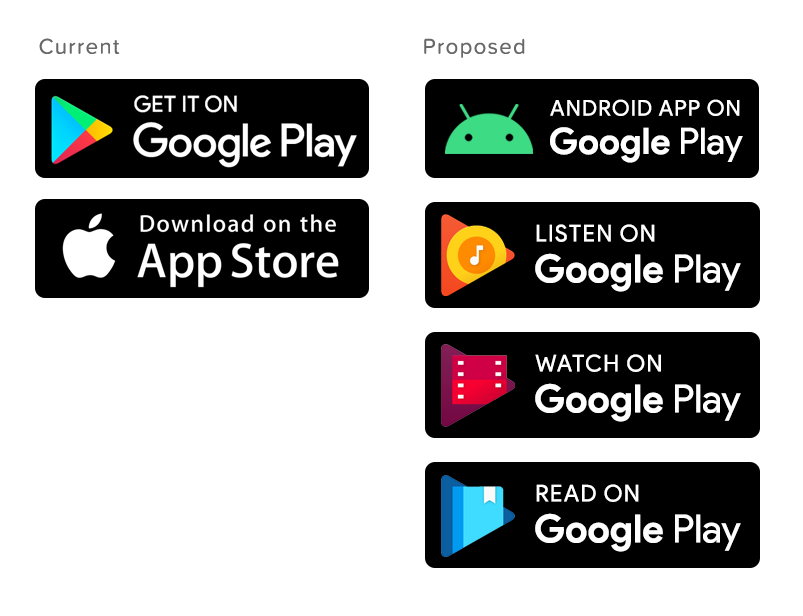 Current
GET IT ON
Google Play
Download on the
App Store
Proposed
ANDROID APP ON
Google Play
LISTEN ON
Google Play
WATCH ON
Google Play
READ ON
Google Play